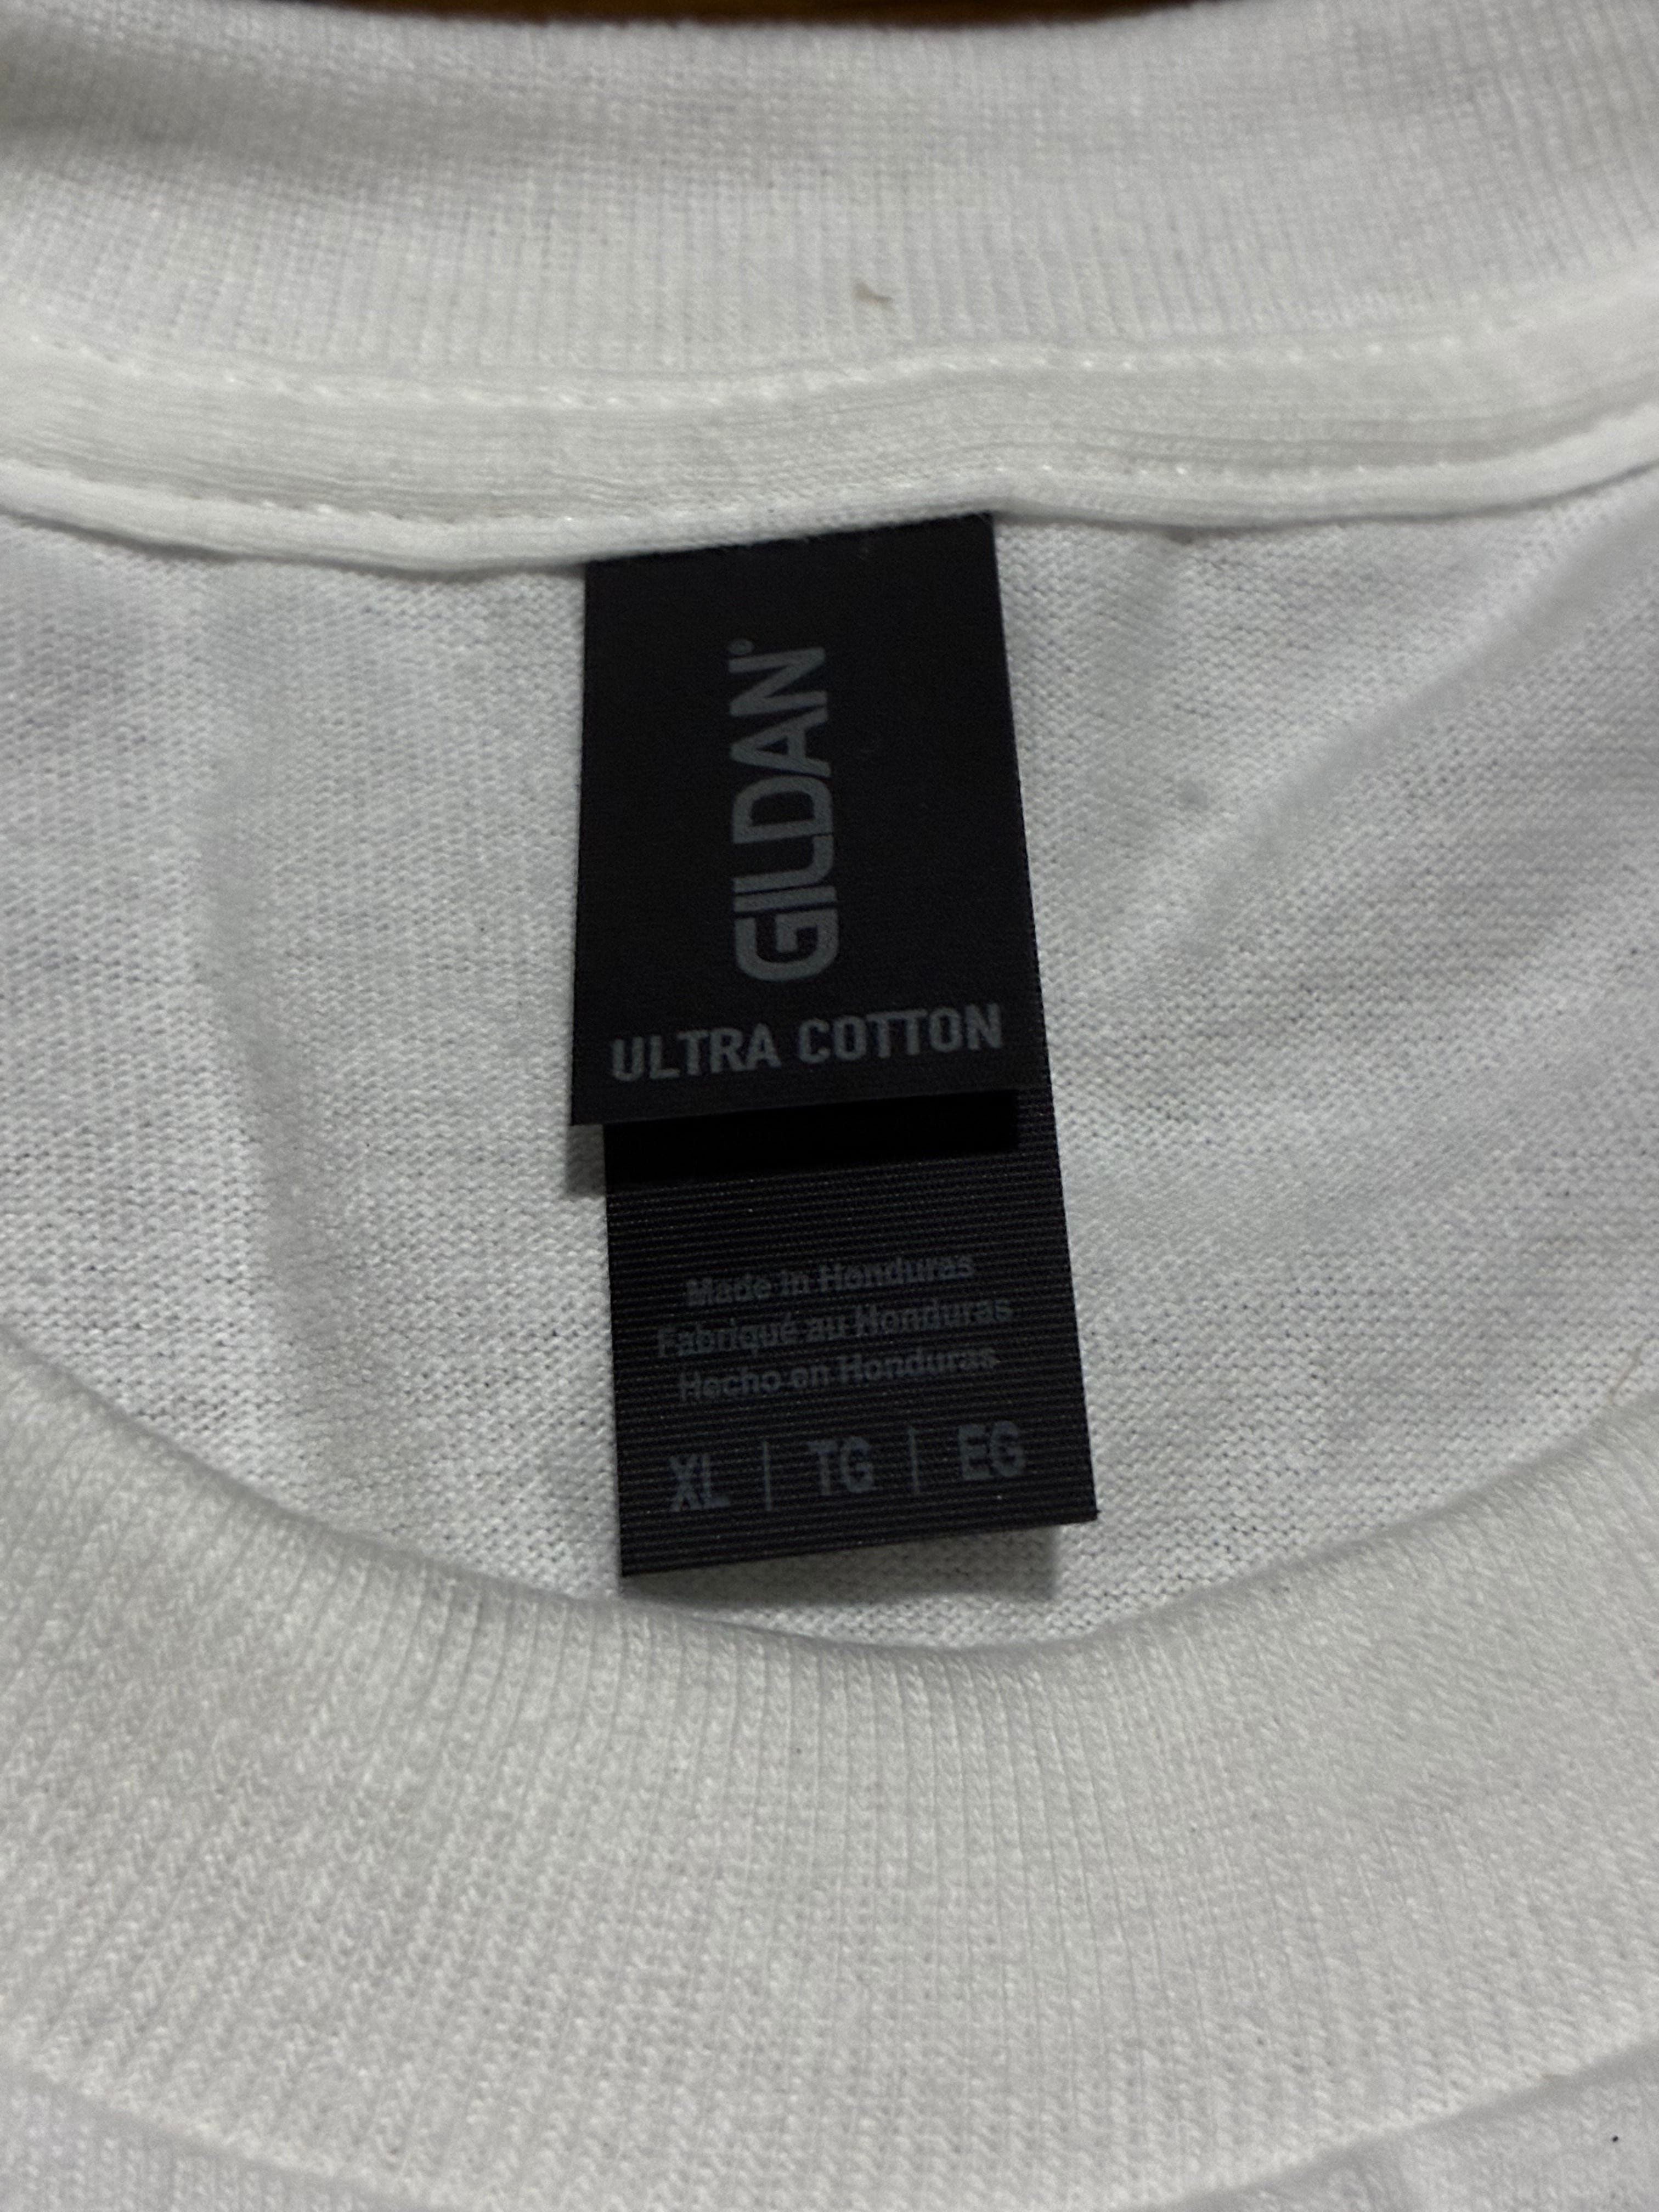 GILDAN®
ULTRA COTTON
Made in Honduras
Fabriqué au Honduras
Hecho en Honduras
XL | TG | EG